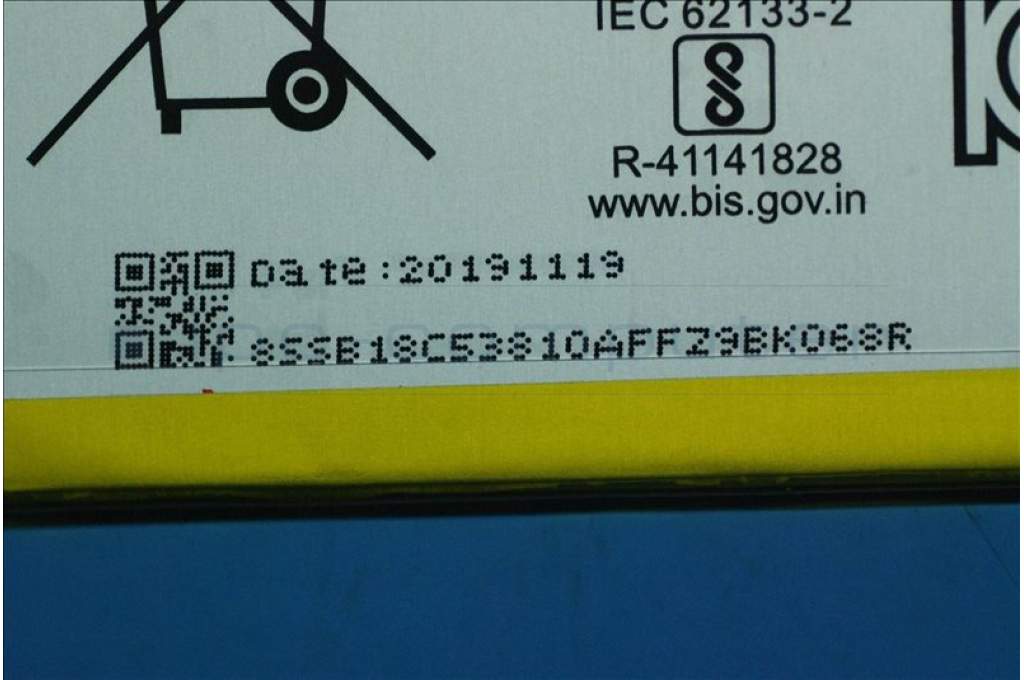 IEC 62133-2
R-41141828
www.bis.gov.in
Date:20191119
8SSB18C53810AFFZ9BK068R